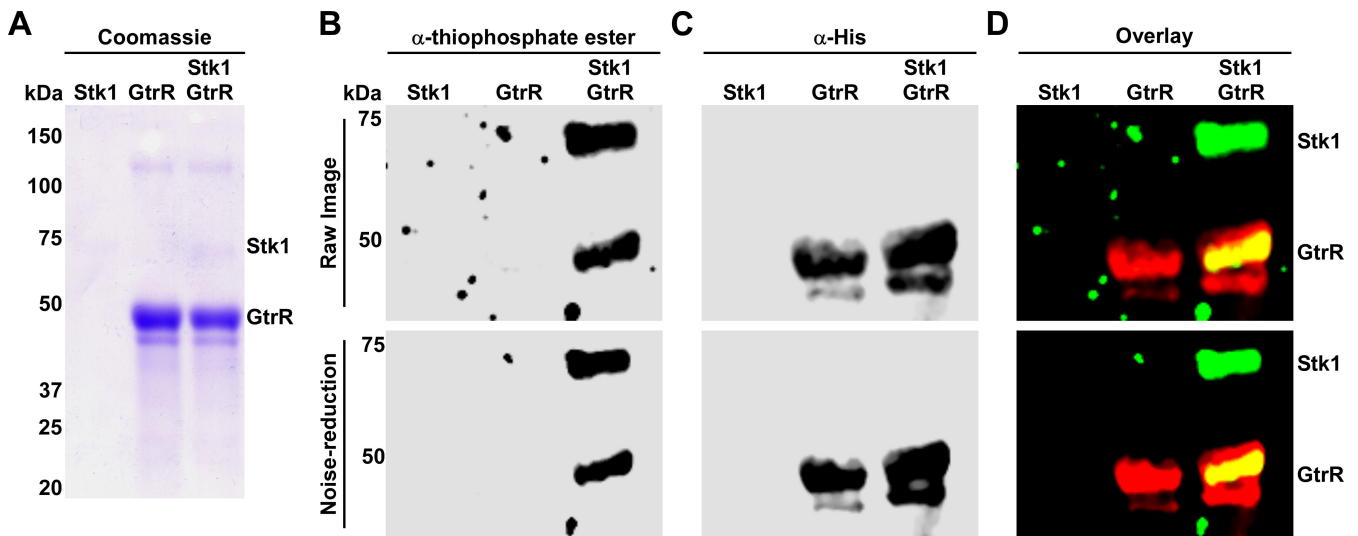 A
B
C
D
Coomassie
α-thiophosphate ester
α-His
Overlay
Stk1
kDa Stk1 GtrR GtrR
Stk1
kDa Stk1 GtrR GtrR
Stk1
Stk1 GtrR GtrR
Stk1
Stk1 GtrR GtrR
150
100
75
50
37
25
20
Stk1
GtrR
Raw Image
75
50
Noise-reduction
75
50
Stk1
GtrR
Stk1
GtrR